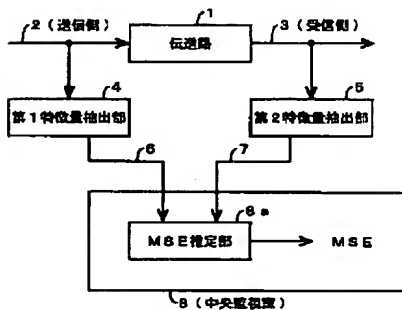 1
2(送信側)
伝送路
3(受信側)
4
第1特徴量抽出部
5
第2特徴量抽出部
6
7
8a
MSE推定部
MSE
8(中央監視室)